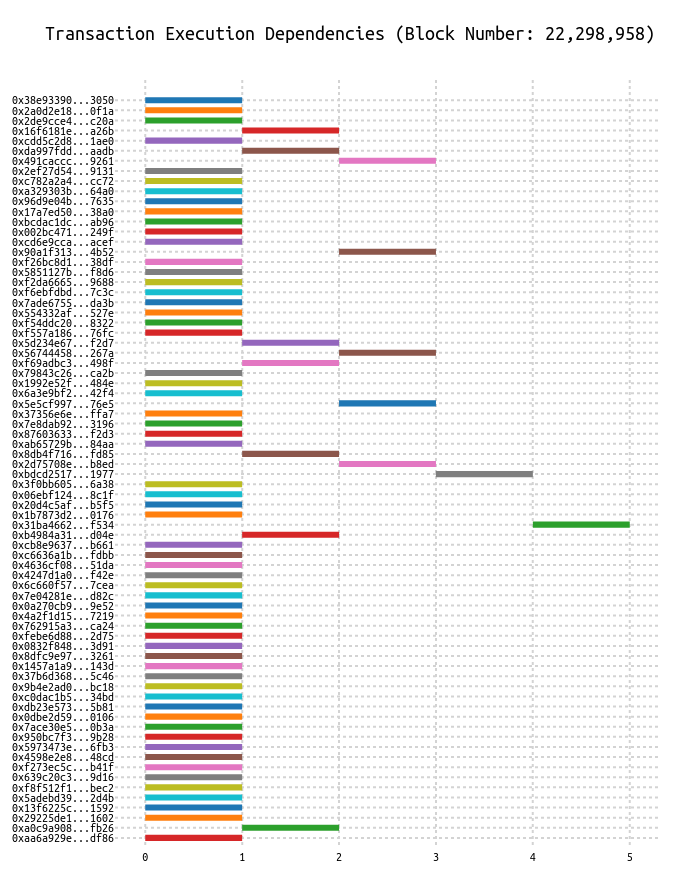 Transaction Execution Dependencies (Block Number: 22,298,958)
0x38e93390...3050
0x2a0d2e18...0f1a
0x2de9cce4...c20a
0x16f6181e...a26b
0xcdd5c2d8...1ae0
0xda997fdd...aadb
0x491caccc...9261
0x2ef27d54...9131
0xc782a2a4...cc72
0xa329303b...64a0
0x96d9e04b...7635
0x17a7ed50...38a0
0xbcdac1dc...ab96
0x002bc471...249f
0xcd6e9cca...acef
0x90a1f313...4b52
0xf26bc8d1...38df
0x5851127b...f8d6
0xf2da6665...9688
0xf6ebfdbd...7c3c
0x7ade6755...da3b
0x554332af...527e
0xf54ddc20...8322
0xf557a186...76fc
0x5d234e67...f2d7
0x56744458...267a
0xf69adbc3...498f
0x79843c26...ca2b
0x1992e52f...484e
0x6a3e9bf2...42f4
0x5e5cf997...76e5
0x37356e6e...ffa7
0x7e8dab92...3196
0x87603633...f2d3
0xab65729b...84aa
0x8db4f716...fd85
0x2d75708e...b8ed
0xbdcd2517...1977
0x3f0bb605...6a38
0x06ebf124...8c1f
0x20d4c5af...b5f5
0x1b7873d2...0176
0x31ba4662...f534
0xb4984a31...d04e
0xcb8e9637...b661
0xc6636a1b...fdbb
0x4636cf08...51da
0x4247d1a0...f42e
0x6c660f57...7cea
0x7e04281e...d82c
0x0a270cb9...9e52
0x4a2f1d15...7219
0x762915a3...ca24
0xfebe6d88...2d75
0x0832f848...3d91
0x8dfc9e97...3261
0x1457a1a9...143d
0x37b6d368...5c46
0x9b4e2ad0...bc18
0xc0dac1b5...34bd
0xdb23e573...5b81
0x0dbe2d59...0106
0x7ace30e5...0b3a
0x950bc7f3...9b28
0x5973473e...6fb3
0x4598e2e8...48cd
0xf273ec5c...b41f
0x639c20c3...9d16
0xf8f512f1...bec2
0x5adebd39...2d4b
0x13f6225c...1592
0x29225de1...1602
0xa0c9a908...fb26
0xaa6a929e...df86
0 1 2 3 4 5